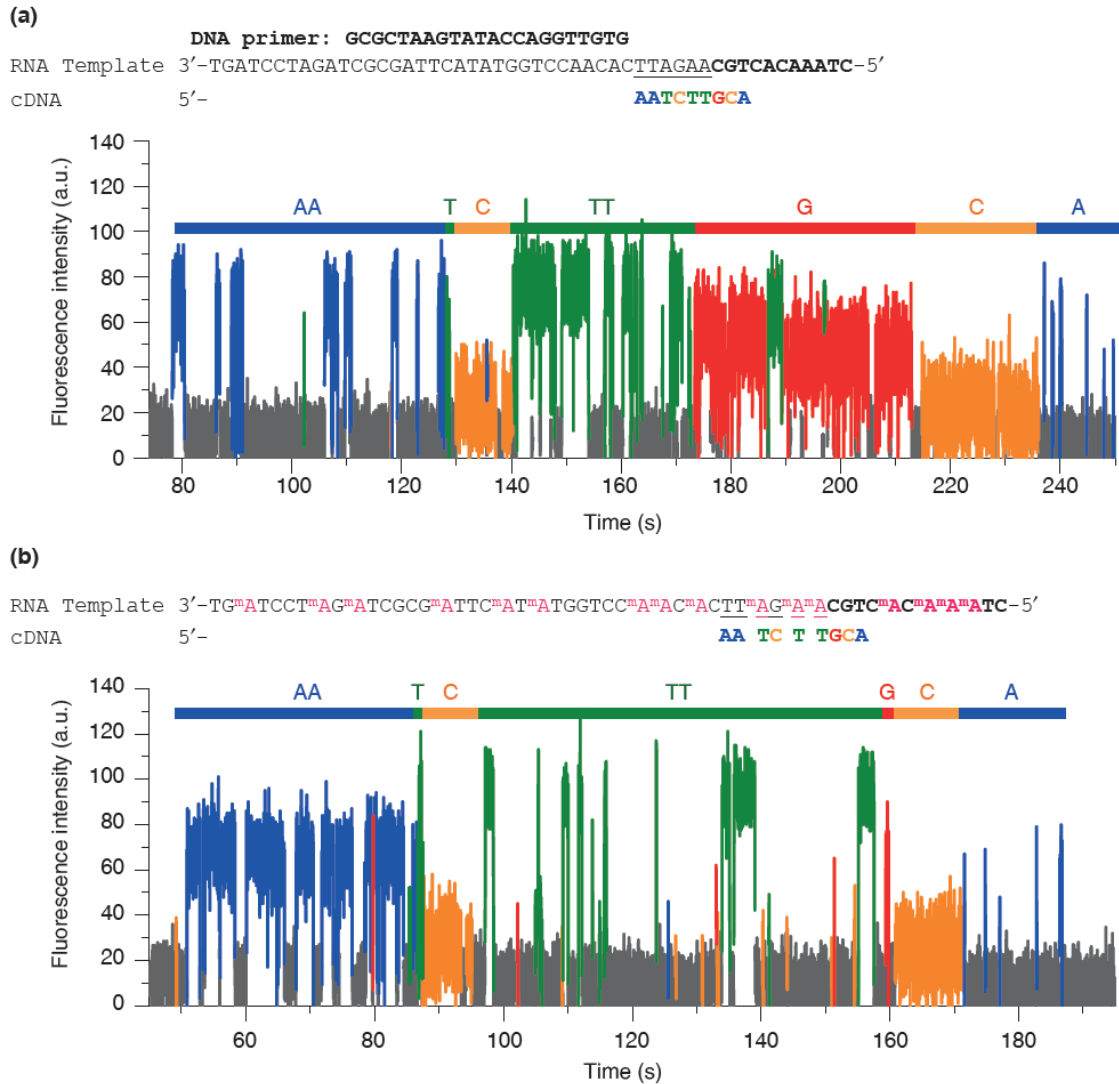 (a)
DNA primer: GCGCTAAGTATACCAGGTTGTG
RNA Template 3′-TGATCCTAGATCGCGATTCATATGGTCCAACACTTAGAACGTCACAAATC-5′
cDNA 5′- AATCTTGCA
140
120
100
80
60
40
20
0
Fluorescence intensity (a.u.)
AA T C TT G C A
80 100 120 140 160 180 200 220 240
Time (s)
(b)
RNA Template 3′-TGᵐATCCTᵐAGᵐATCGCGᵐATTCᵐATᵐATGGTCCᵐAᵐACᵐACTTᵐAGᵐAᵐACGTCᵐACᵐAᵐAᵐATC-5′
cDNA 5′- AA TC T TGCA
140
120
100
80
60
40
20
0
Fluorescence intensity (a.u.)
AA T C TT G C A
60 80 100 120 140 160 180
Time (s)